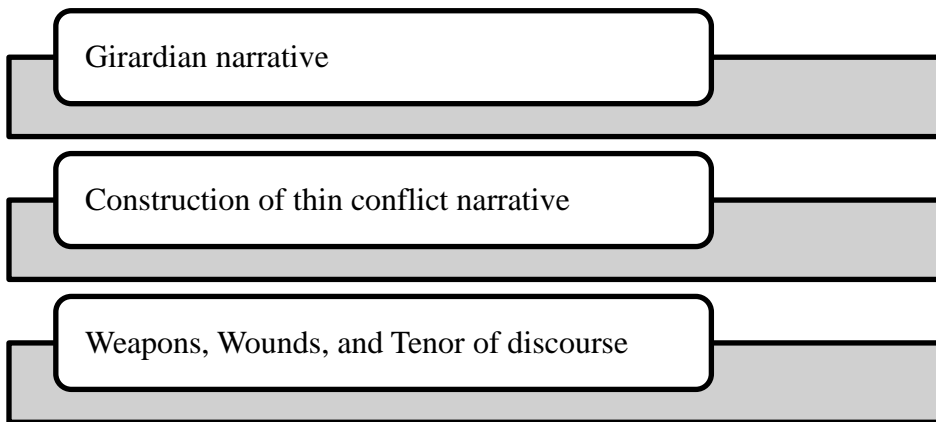 Girardian narrative
Construction of thin conflict narrative
Weapons, Wounds, and Tenor of discourse